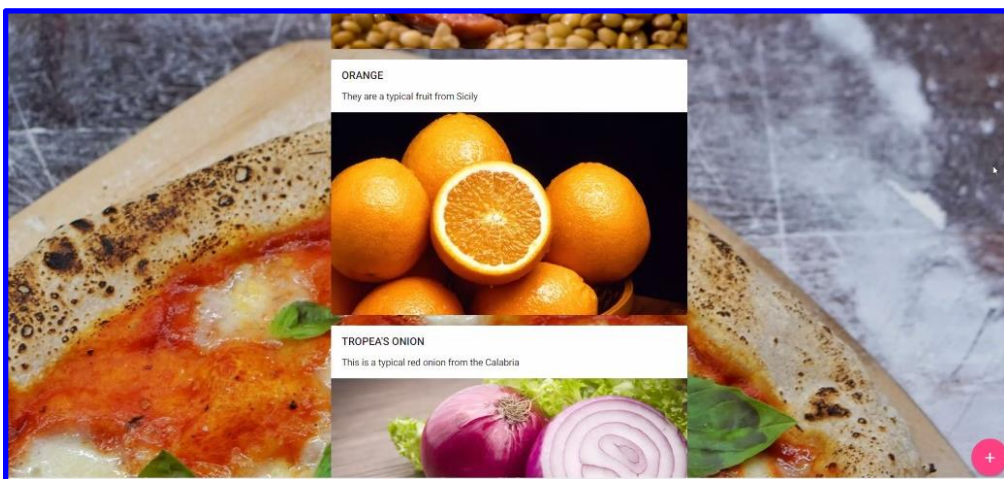 ORANGE
They are a typical fruit from Sicily
TROPEA'S ONION
This is a typical red onion from the Calabria
+